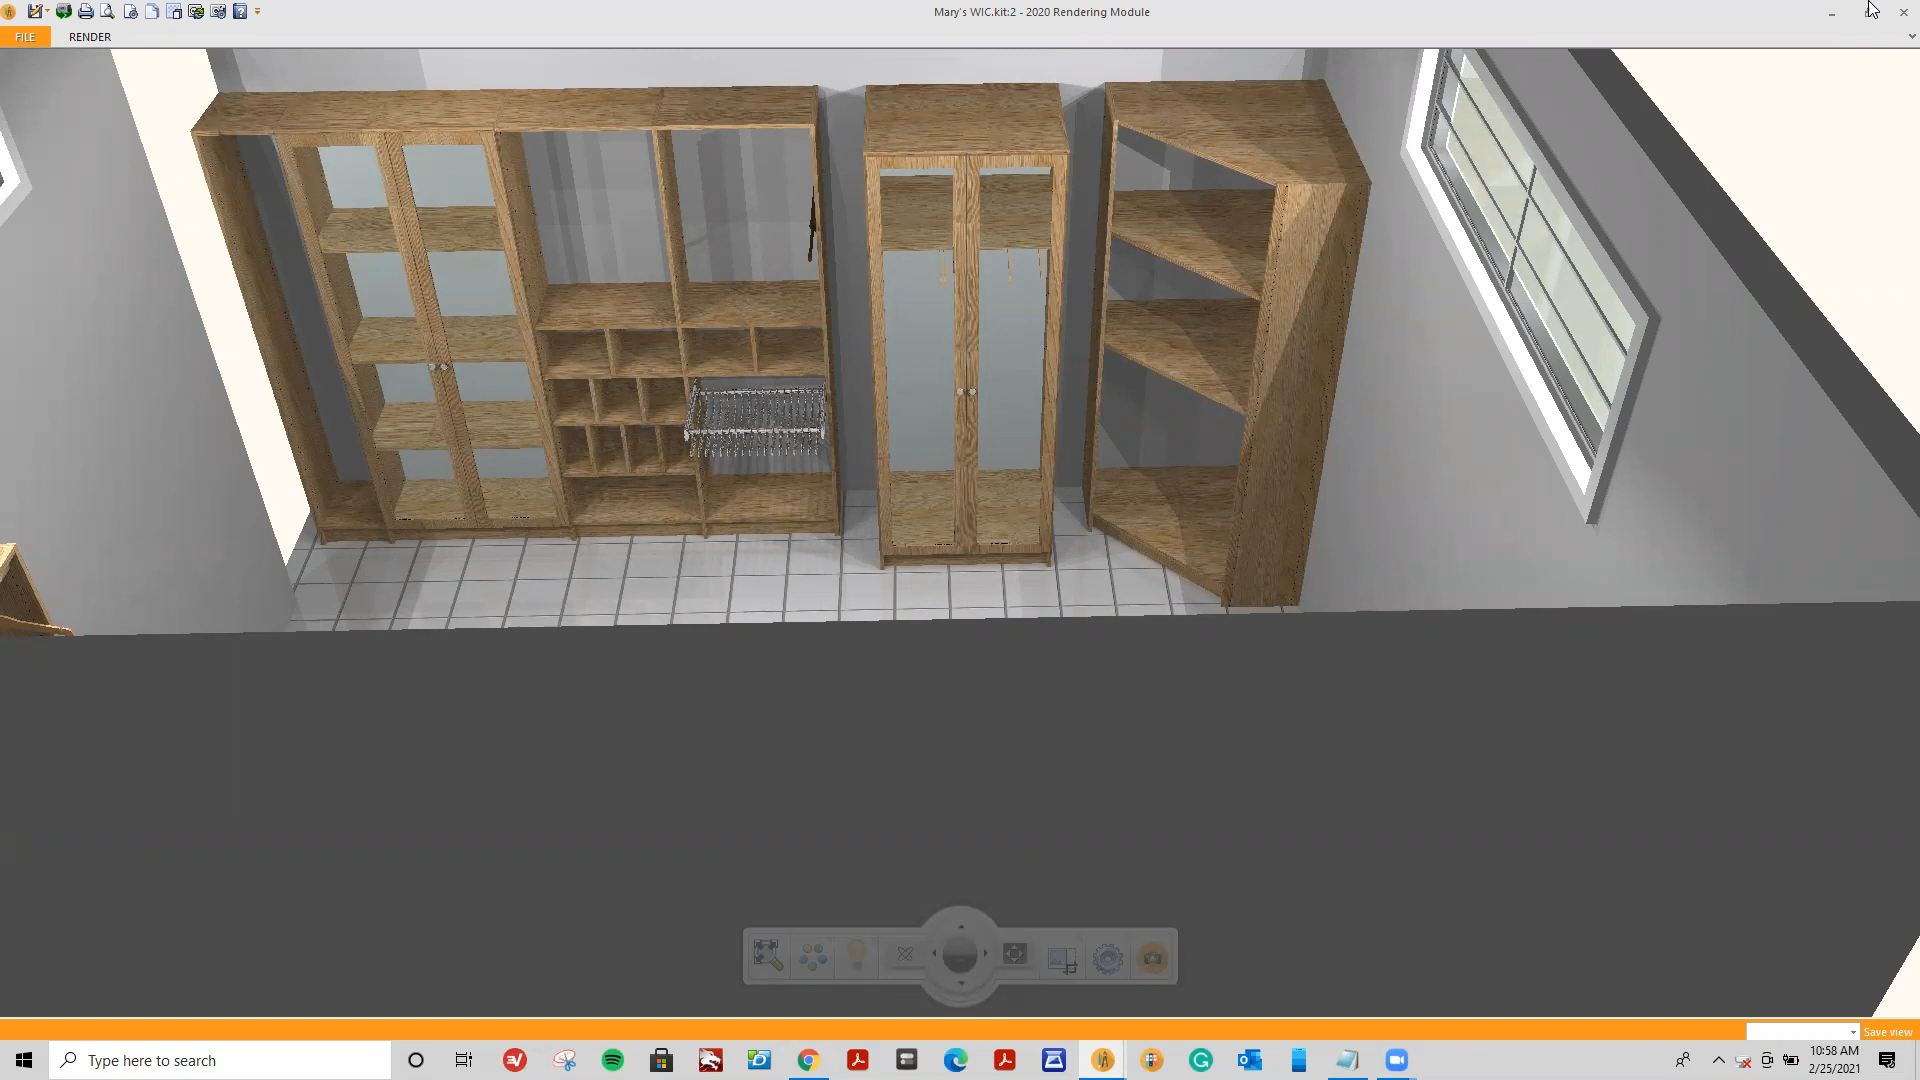 Mary's WIC.kit:2 - 2020 Rendering Module
FILE
RENDER
Save view
Type here to search
10:58 AM
2/25/2021